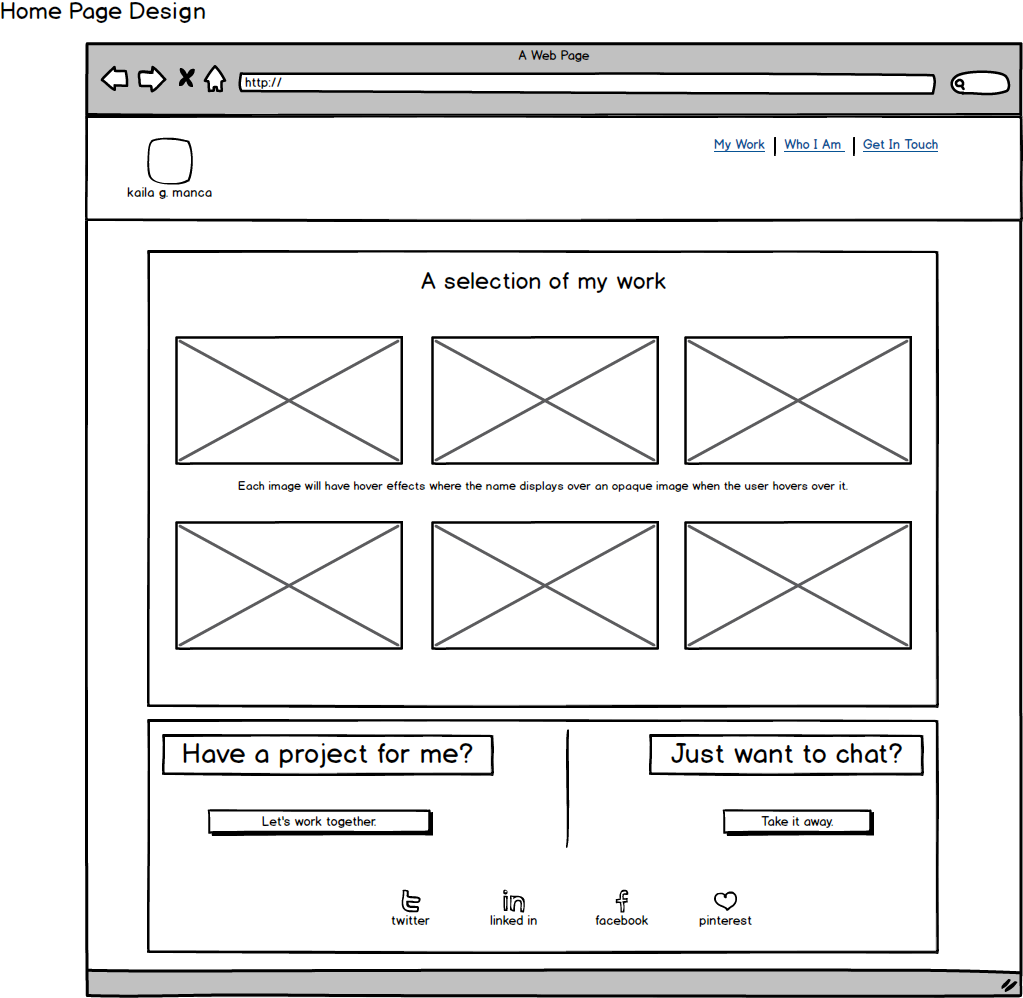 Home Page Design
A Web Page
http://
My Work | Who I Am | Get In Touch
kaila g. manca
A selection of my work
Each image will have hover effects where the name displays over an opaque image when the user hovers over it.
Have a project for me?
Just want to chat?
Let's work together.
Take it away.
twitter
linked in
facebook
pinterest